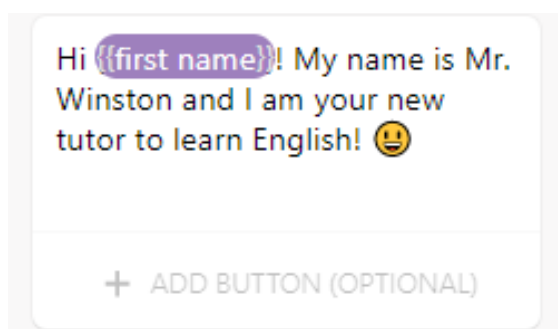 Hi {{first name}}! My name is Mr.
Winston and I am your new
tutor to learn English! 😃
+ ADD BUTTON (OPTIONAL)